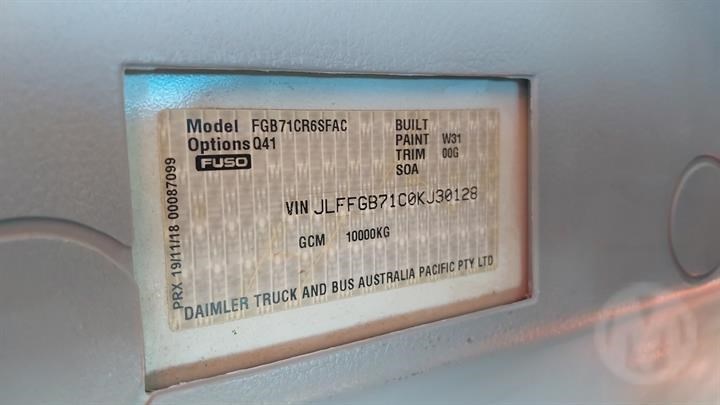 Model FGB71CR6SFAC
Options Q41
FUSO
BUILT
PAINT W31
TRIM 00G
SOA
VIN JLFFGB71C0KJ30128
GCM 10000KG
DAIMLER TRUCK AND BUS AUSTRALIA PACIFIC PTY LTD
PRX 19/11/18 00087099